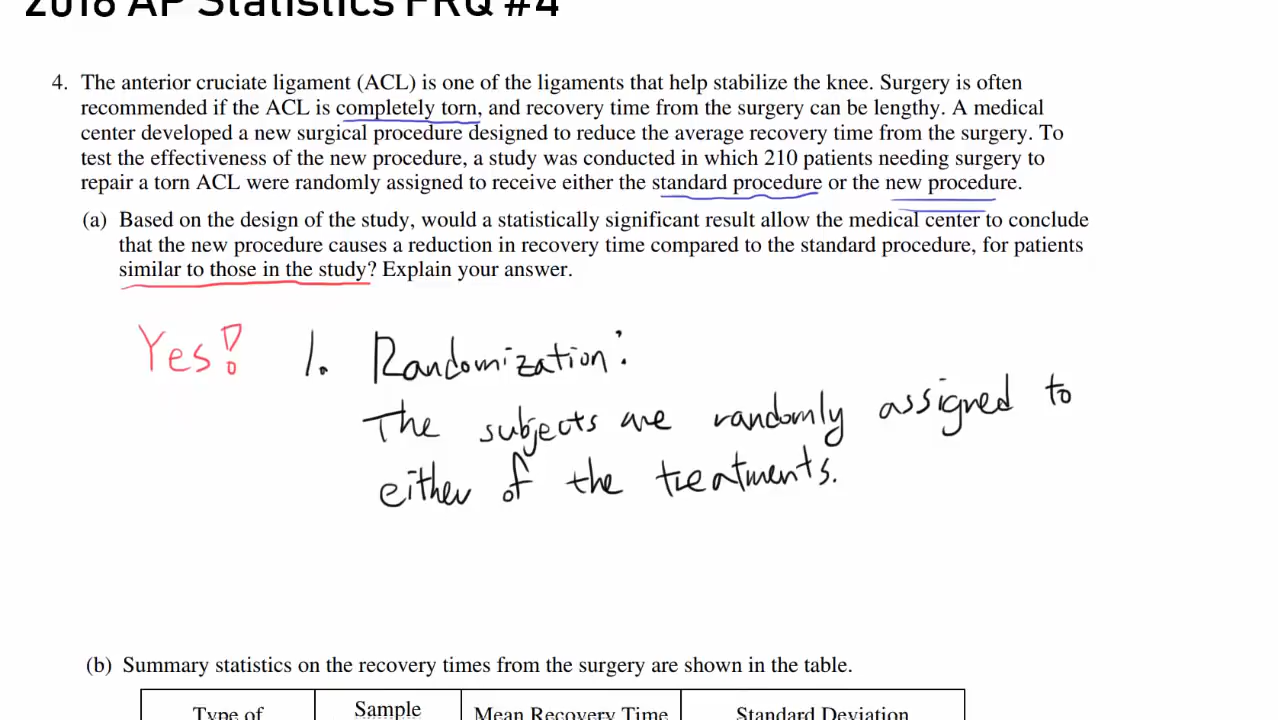 2018 AP Statistics FRQ #4
4. The anterior cruciate ligament (ACL) is one of the ligaments that help stabilize the knee. Surgery is often
recommended if the ACL is completely torn, and recovery time from the surgery can be lengthy. A medical
center developed a new surgical procedure designed to reduce the average recovery time from the surgery. To
test the effectiveness of the new procedure, a study was conducted in which 210 patients needing surgery to
repair a torn ACL were randomly assigned to receive either the standard procedure or the new procedure.
(a) Based on the design of the study, would a statistically significant result allow the medical center to conclude
that the new procedure causes a reduction in recovery time compared to the standard procedure, for patients
similar to those in the study? Explain your answer.
Yes! 1. Randomization:
The subjects are randomly assigned to
either of the treatments.
(b) Summary statistics on the recovery times from the surgery are shown in the table.
Type of Sample Mean Recovery Time Standard Deviation